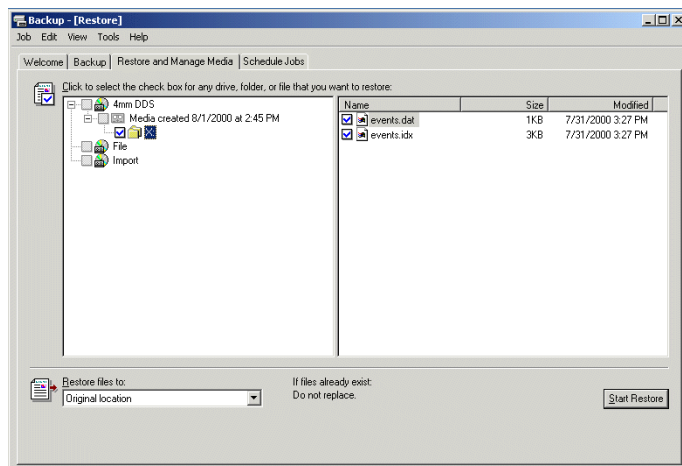 Backup - [Restore]
Job Edit View Tools Help
Welcome Backup Restore and Manage Media Schedule Jobs
Click to select the check box for any drive, folder, or file that you want to restore:
4mm DDS
Media created 8/1/2000 at 2:45 PM
File
Import
Name Size Modified
events.dat 1KB 7/31/2000 3:27 PM
events.idx 3KB 7/31/2000 3:27 PM
Restore files to:
Original location
If files already exist:
Do not replace.
Start Restore